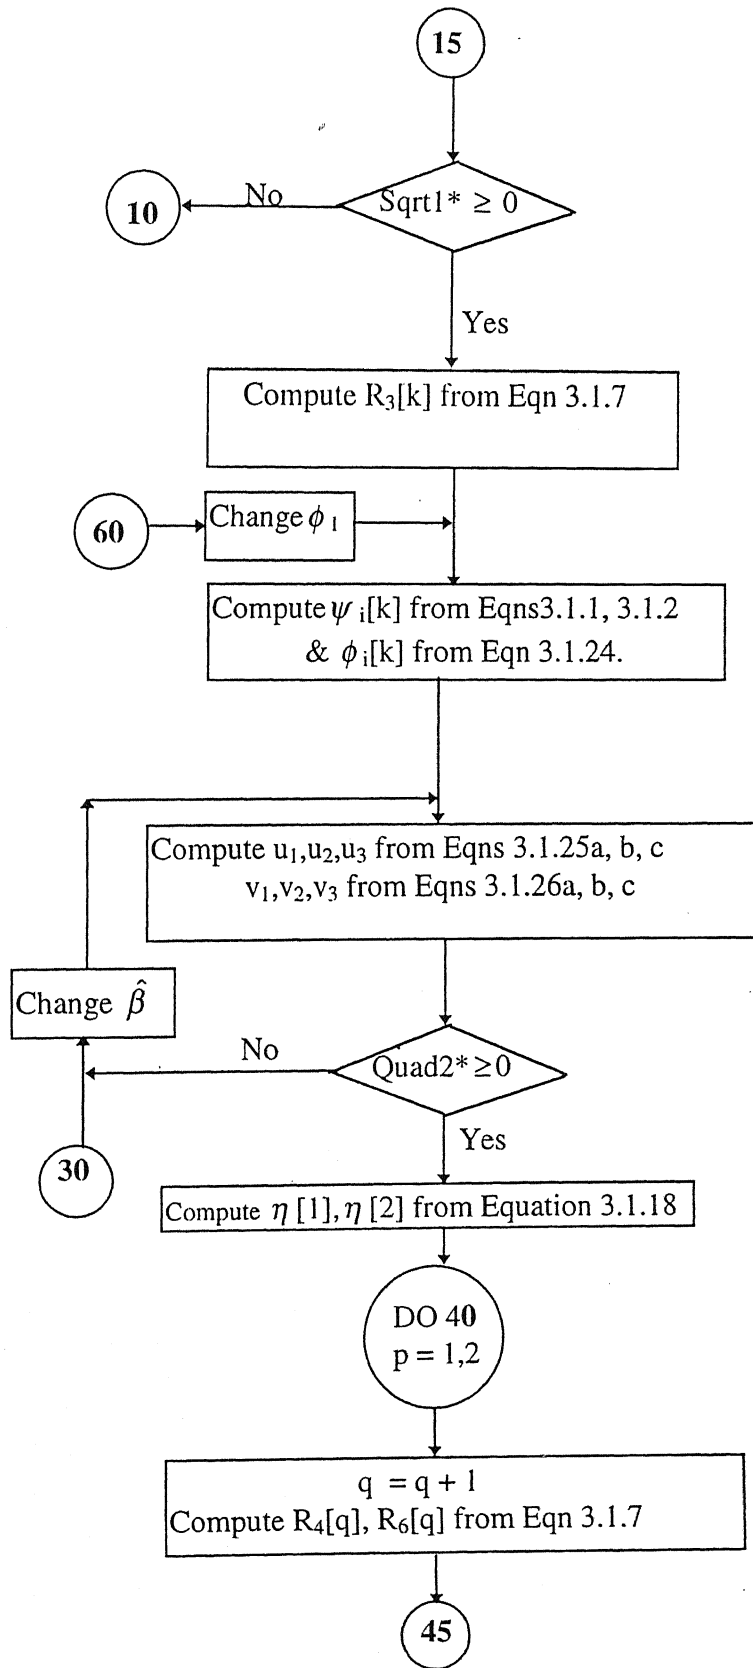 15
Sqrt1* ≥ 0
No
10
Yes
Compute R₃[k] from Eqn 3.1.7
60
Change ϕ ₁
Compute ψ ᵢ[k] from Eqns3.1.1, 3.1.2
& ϕ ᵢ[k] from Eqn 3.1.24.
Compute u₁,u₂,u₃ from Eqns 3.1.25a, b, c
v₁,v₂,v₃ from Eqns 3.1.26a, b, c
Change β̂
No
Quad2* ≥0
30
Yes
Compute η [1], η [2] from Equation 3.1.18
DO 40
p = 1,2
q = q + 1
Compute R₄[q], R₆[q] from Eqn 3.1.7
45